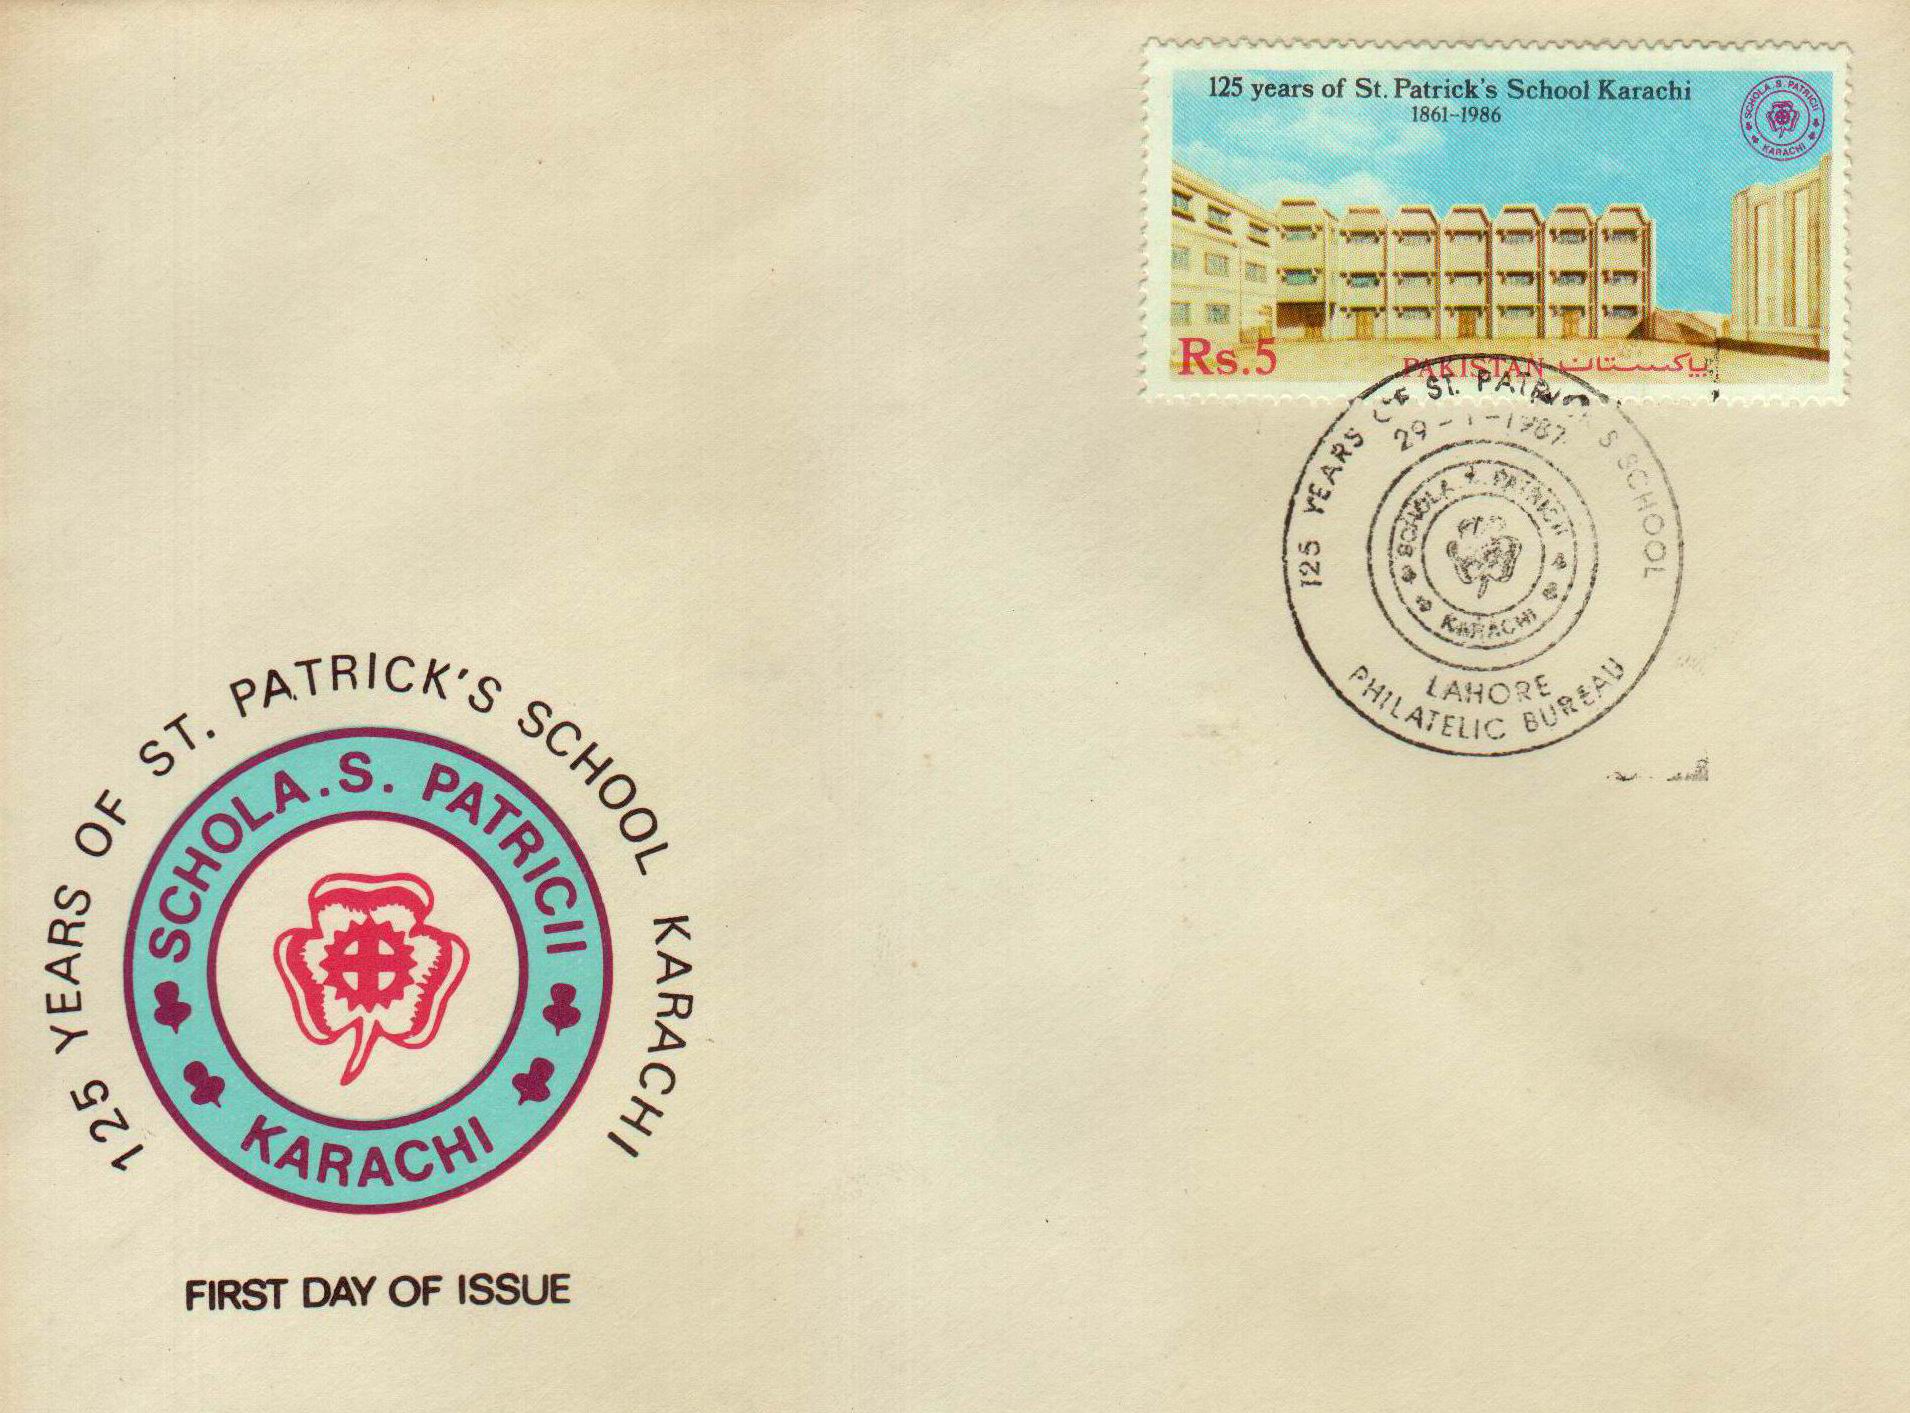 125 years of St. Patrick's School Karachi
1861-1986
SCHOLA. S. PATRICII
KARACHI
Rs.5
PAKISTAN پاکستان
125 YEARS OF ST. PATRICK'S SCHOOL
29-1-1987
SCHOLA. S. PATRICII
KARACHI
LAHORE
PHILATELIC BUREAU
125 YEARS OF ST. PATRICK'S SCHOOL KARACHI
SCHOLA. S. PATRICII
KARACHI
FIRST DAY OF ISSUE